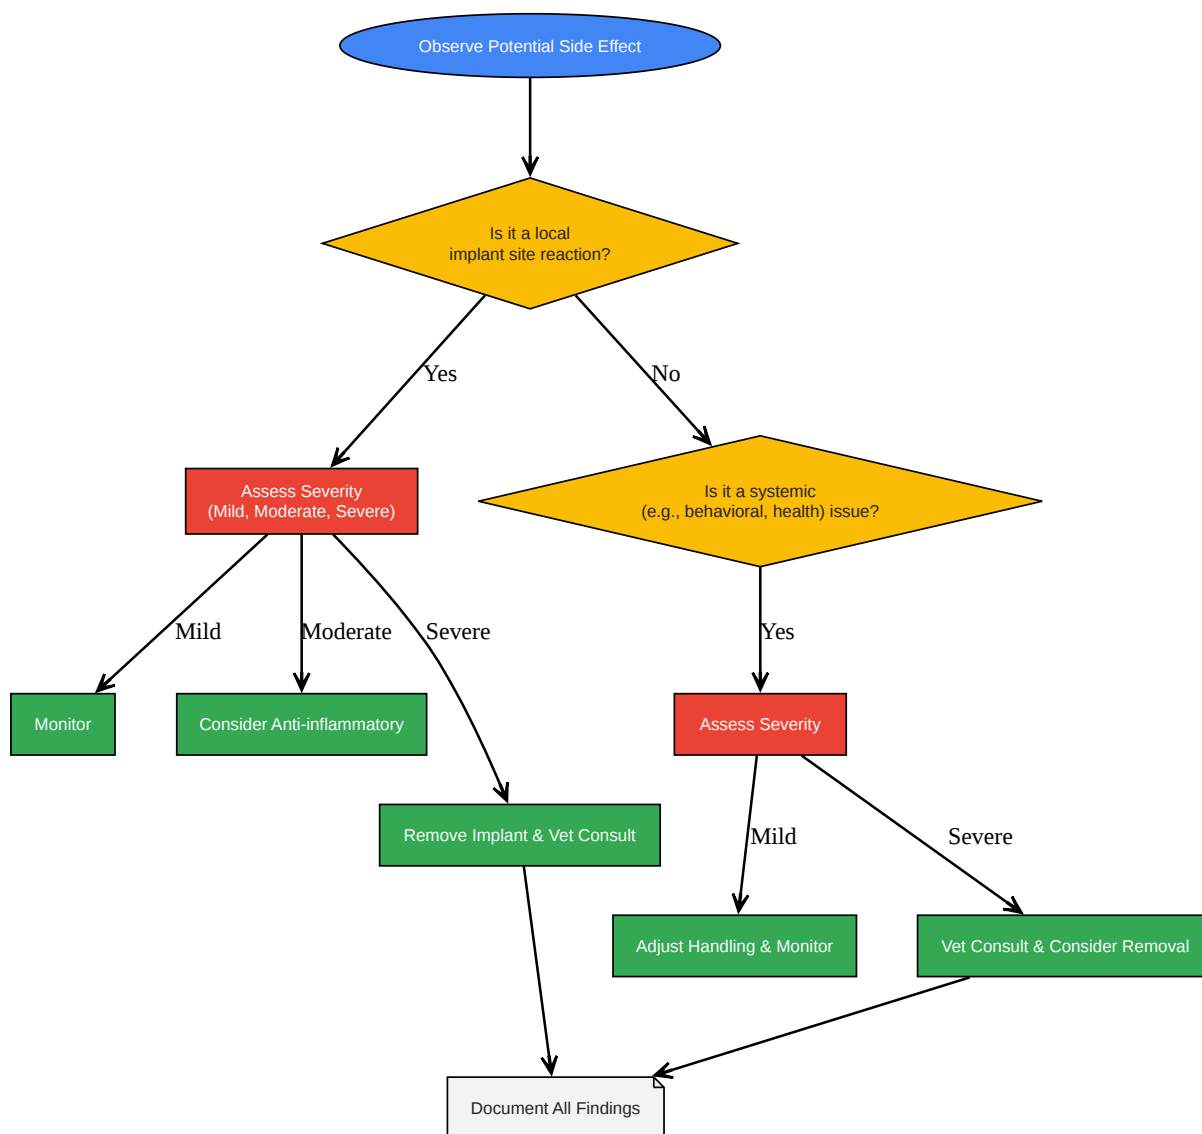 Observe Potential Side Effect
Is it a local
implant site reaction?
Yes
No
Assess Severity
(Mild, Moderate, Severe)
Is it a systemic
(e.g., behavioral, health) issue?
Mild
Moderate
Severe
Yes
Monitor
Consider Anti-inflammatory
Assess Severity
Remove Implant & Vet Consult
Mild
Severe
Adjust Handling & Monitor
Vet Consult & Consider Removal
Document All Findings